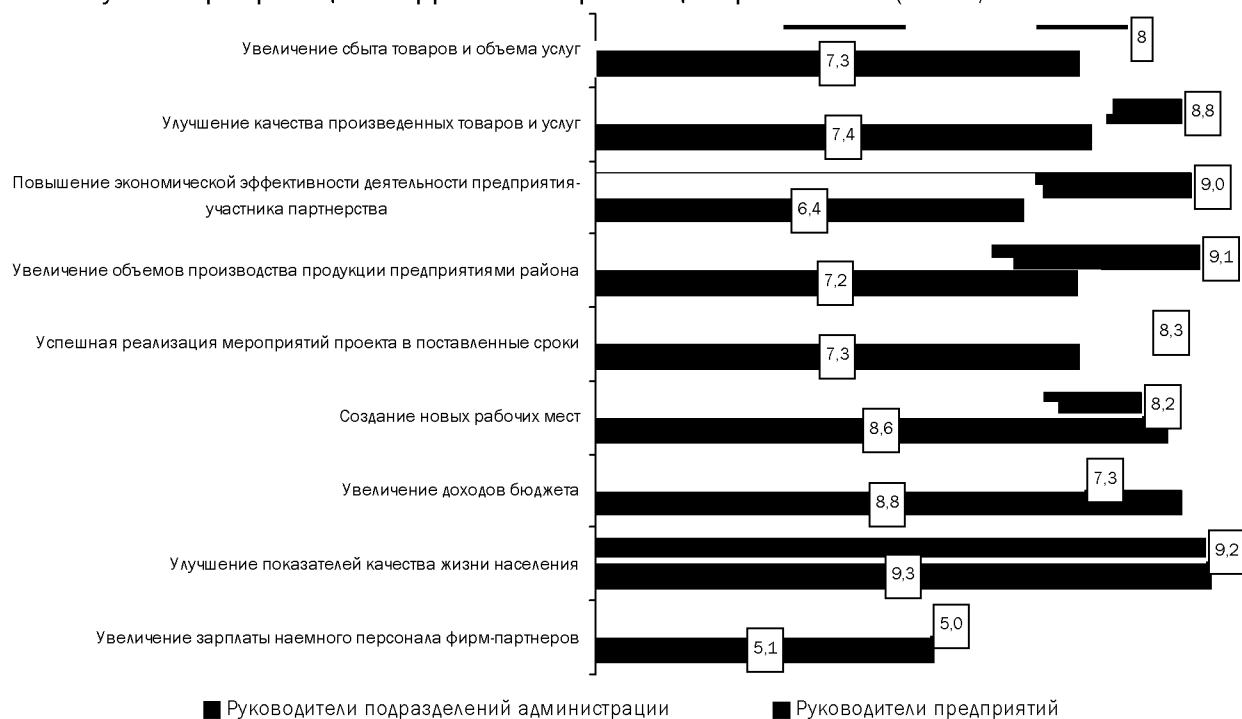 Увеличение сбыта товаров и объема услуг
8
7,3
Улучшение качества произведенных товаров и услуг
8,8
7,4
Повышение экономической эффективности деятельности предприятия-
участника партнерства
9,0
6,4
Увеличение объемов производства продукции предприятиями района
9,1
7,2
Успешная реализация мероприятий проекта в поставленные сроки
8,3
7,3
Создание новых рабочих мест
8,2
8,6
Увеличение доходов бюджета
7,3
8,8
Улучшение показателей качества жизни населения
9,2
9,3
Увеличение зарплаты наемного персонала фирм-партнеров
5,0
5,1
Руководители подразделений администрации
Руководители предприятий